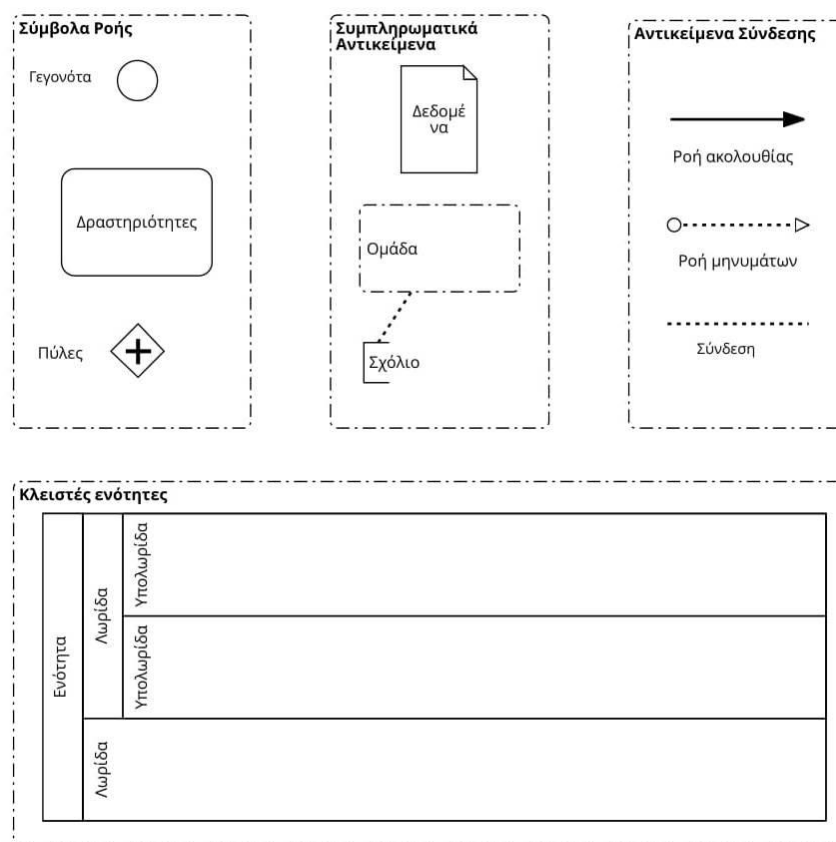 Σύμβολα Ροής
Γεγονότα
Δραστηριότητες
Πύλες
Συμπληρωματικά
Αντικείμενα
Δεδομέ
να
Ομάδα
Σχόλιο
Αντικείμενα Σύνδεσης
Ροή ακολουθίας
Ροή μηνυμάτων
Σύνδεση
Κλειστές ενότητες
Ενότητα
Λωρίδα
Υπολωρίδα
Υπολωρίδα
Λωρίδα